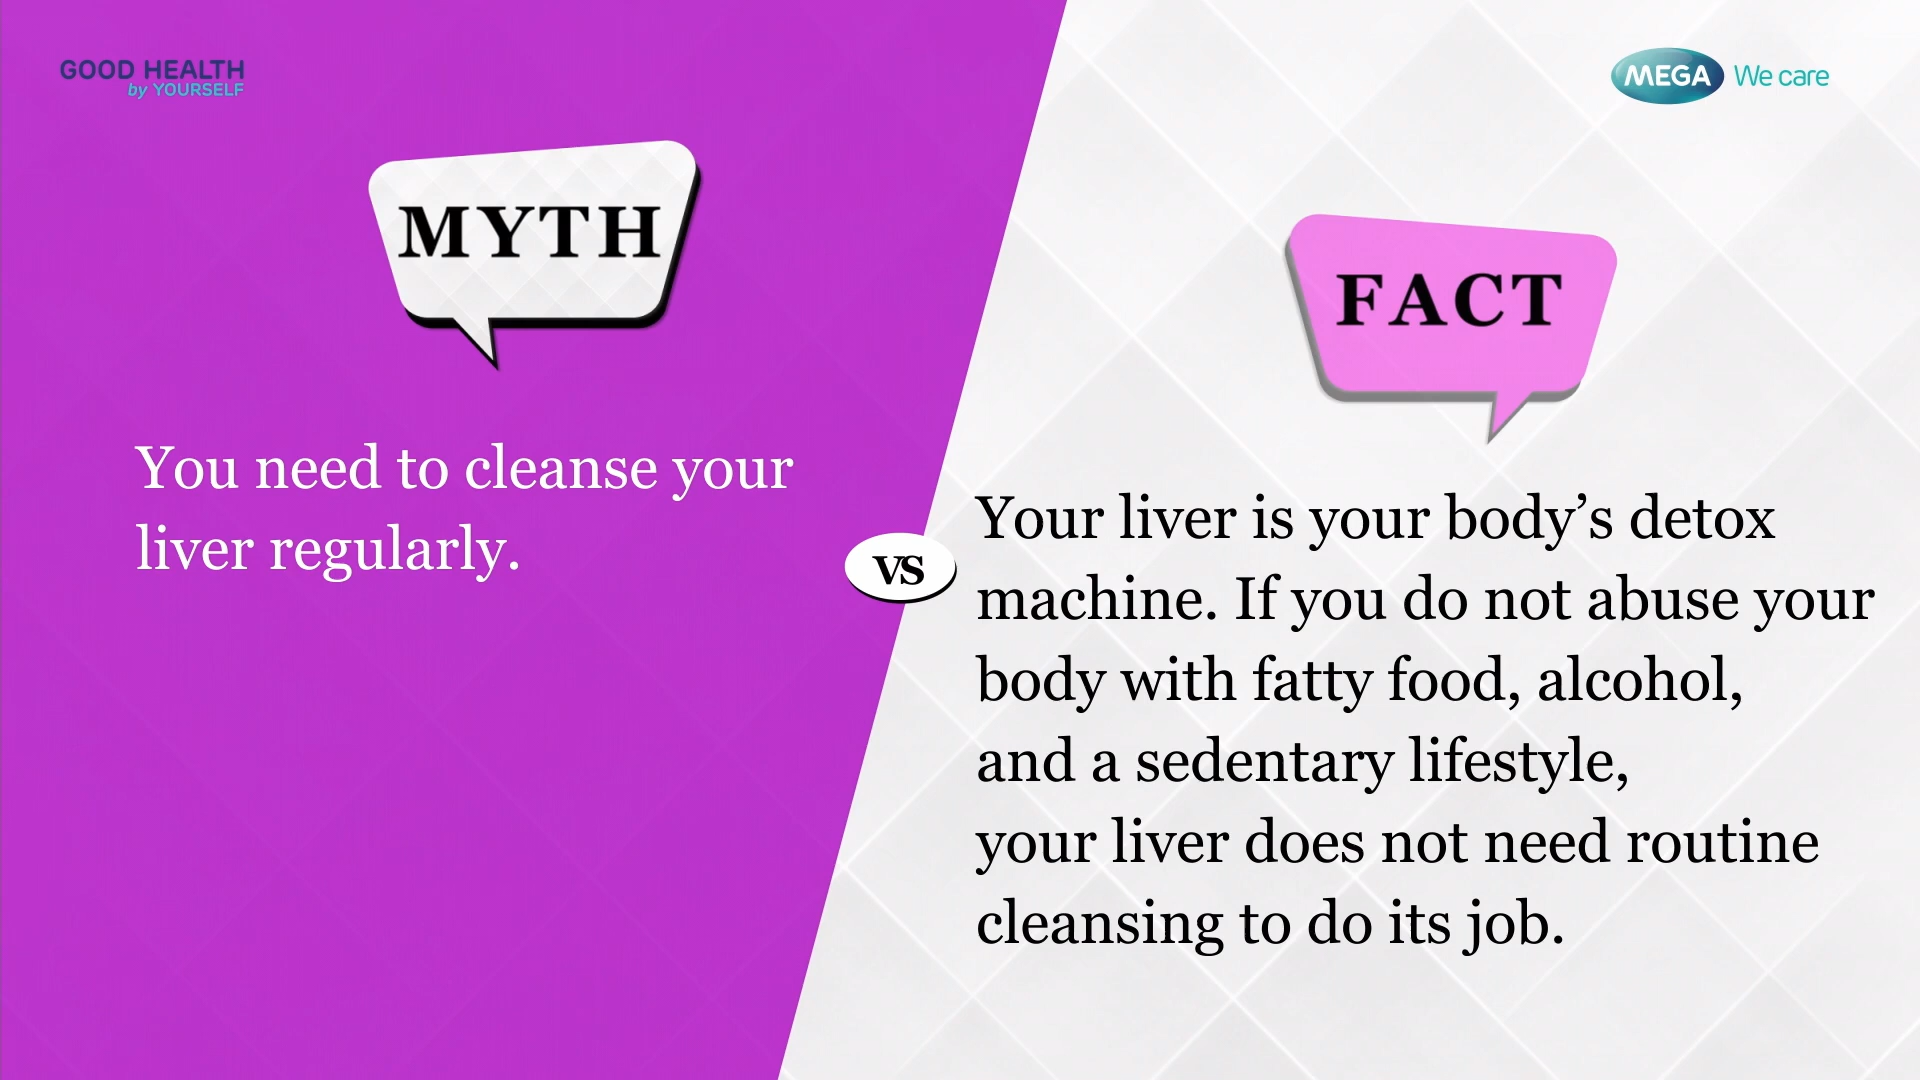 GOOD HEALTH
by YOURSELF
MEGA We care
MYTH
You need to cleanse your
liver regularly.
VS
FACT
Your liver is your body’s detox
machine. If you do not abuse your
body with fatty food, alcohol,
and a sedentary lifestyle,
your liver does not need routine
cleansing to do its job.